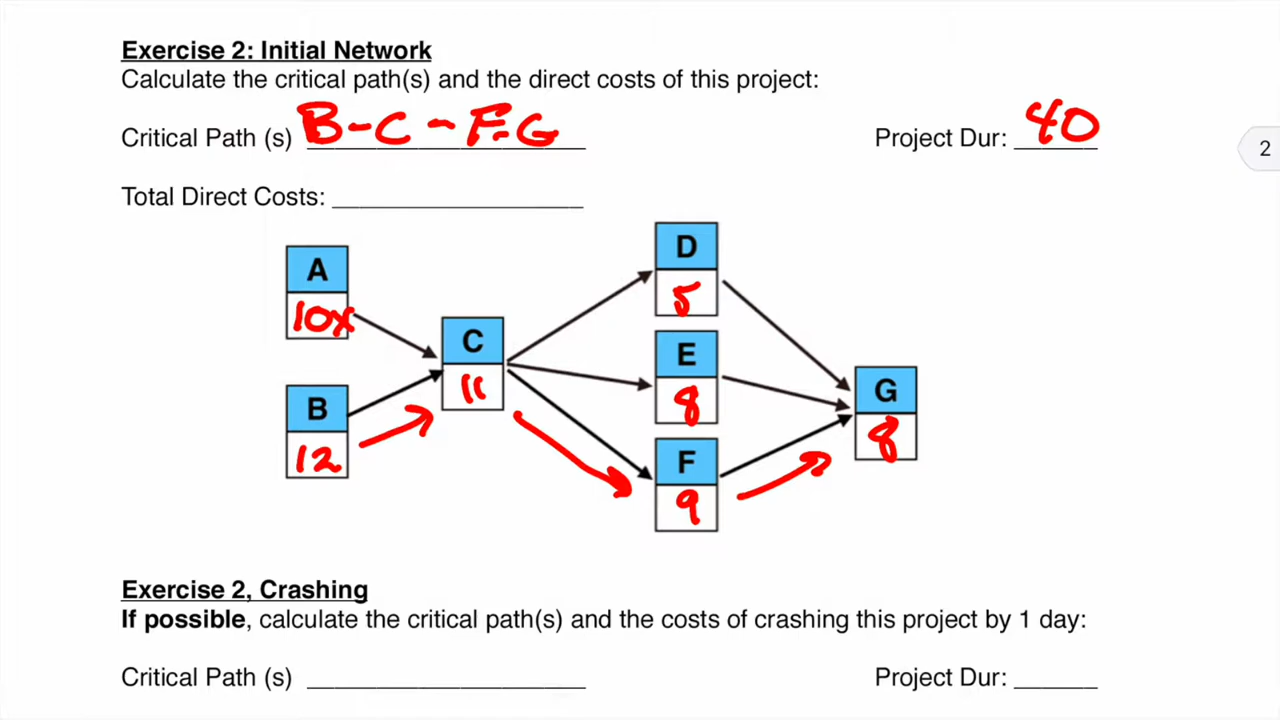 Exercise 2: Initial Network
Calculate the critical path(s) and the direct costs of this project:
Critical Path (s) B-C-F-G Project Dur: 40
2
Total Direct Costs:
A
10x
B
12
C
11
D
5
E
8
F
9
G
8
Exercise 2, Crashing
If possible, calculate the critical path(s) and the costs of crashing this project by 1 day:
Critical Path (s) Project Dur: